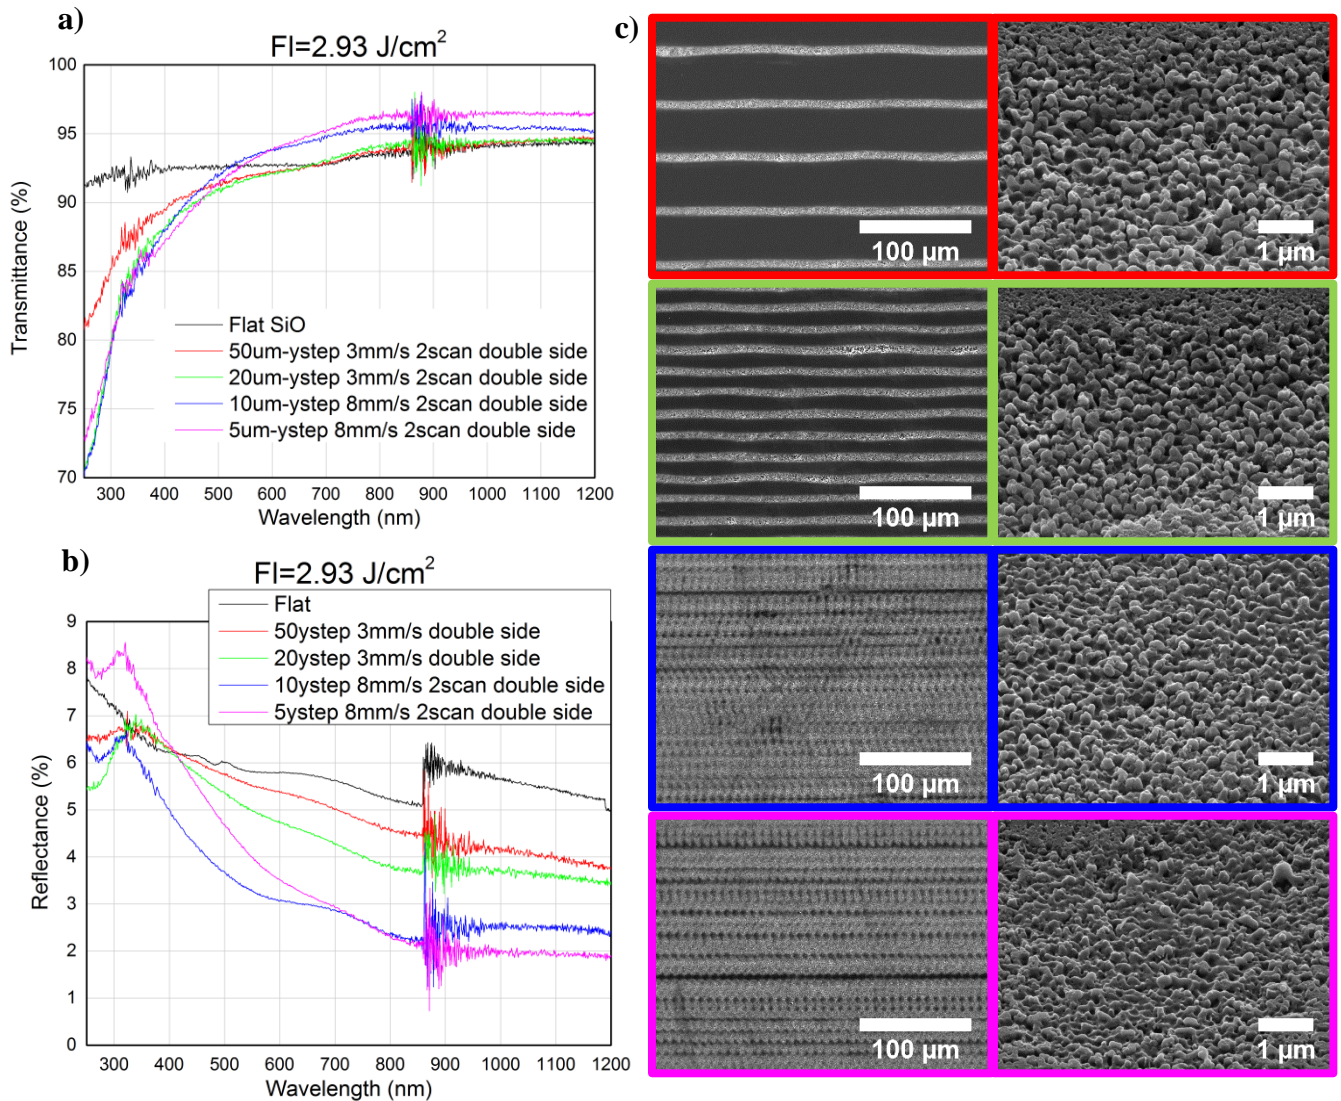 a)
FI=2.93 J/cm²
100
95
90
85
80
75
70
Transmittance (%)
Flat SiO
50um-ystep 3mm/s 2scan double side
20um-ystep 3mm/s 2scan double side
10um-ystep 8mm/s 2scan double side
5um-ystep 8mm/s 2scan double side
300 400 500 600 700 800 900 1000 1100 1200
Wavelength (nm)
b)
FI=2.93 J/cm²
Flat
50ystep 3mm/s double side
20ystep 3mm/s double side
10ystep 8mm/s 2scan double side
5ystep 8mm/s 2scan double side
9
8
7
6
5
4
3
2
1
0
Reflectance (%)
300 400 500 600 700 800 900 1000 1100 1200
Wavelength (nm)
c)
100 µm
1 µm
100 µm
1 µm
100 µm
1 µm
100 µm
1 µm